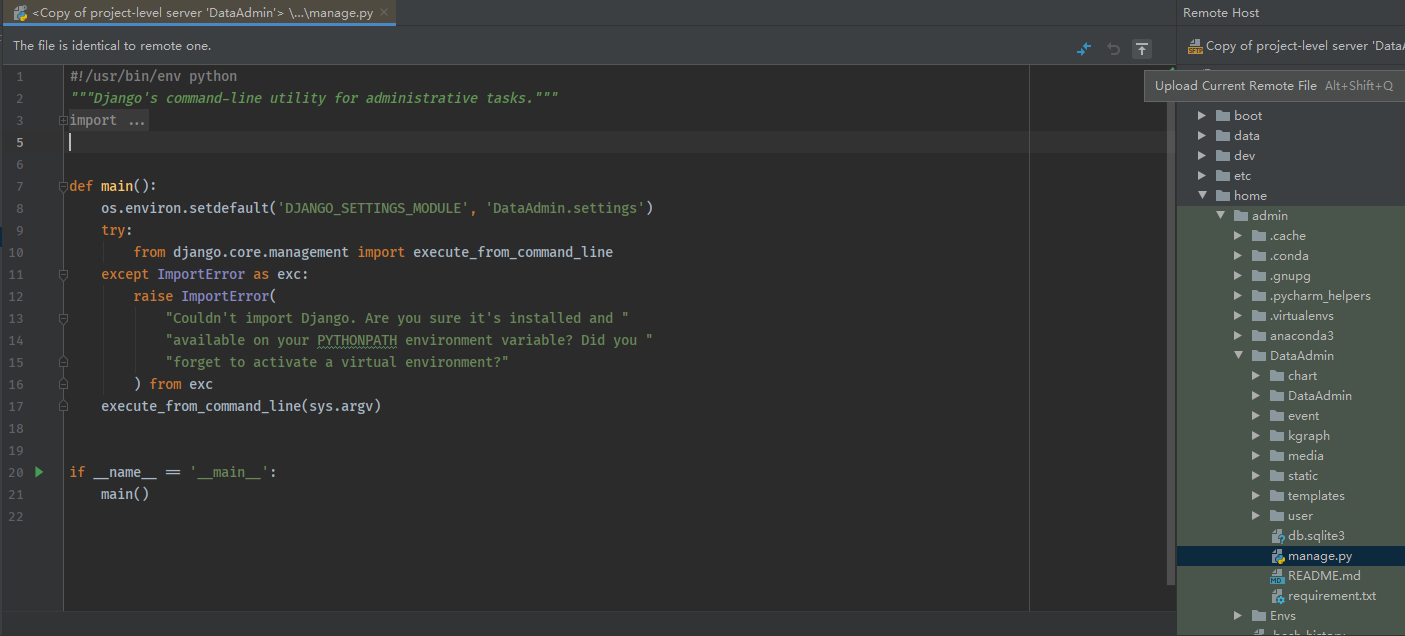 <Copy of project-level server 'DataAdmin'> \...\manage.py
The file is identical to remote one.
1 #!/usr/bin/env python
2 """Django's command-line utility for administrative tasks."""
3 import ...
5
6
7 def main():
8 os.environ.setdefault('DJANGO_SETTINGS_MODULE', 'DataAdmin.settings')
9 try:
10 from django.core.management import execute_from_command_line
11 except ImportError as exc:
12 raise ImportError(
13 "Couldn't import Django. Are you sure it's installed and "
14 "available on your PYTHONPATH environment variable? Did you "
15 "forget to activate a virtual environment?"
16 ) from exc
17 execute_from_command_line(sys.argv)
18
19
20 if __name__ == '__main__':
21 main()
22
Remote Host
SFTP
Copy of project-level server 'Data
Upload Current Remote File Alt+Shift+Q
boot
data
dev
etc
home
admin
.cache
.conda
.gnupg
.pycharm_helpers
.virtualenvs
anaconda3
DataAdmin
chart
DataAdmin
event
kgraph
media
static
templates
user
db.sqlite3
manage.py
MD README.md
requirement.txt
Envs